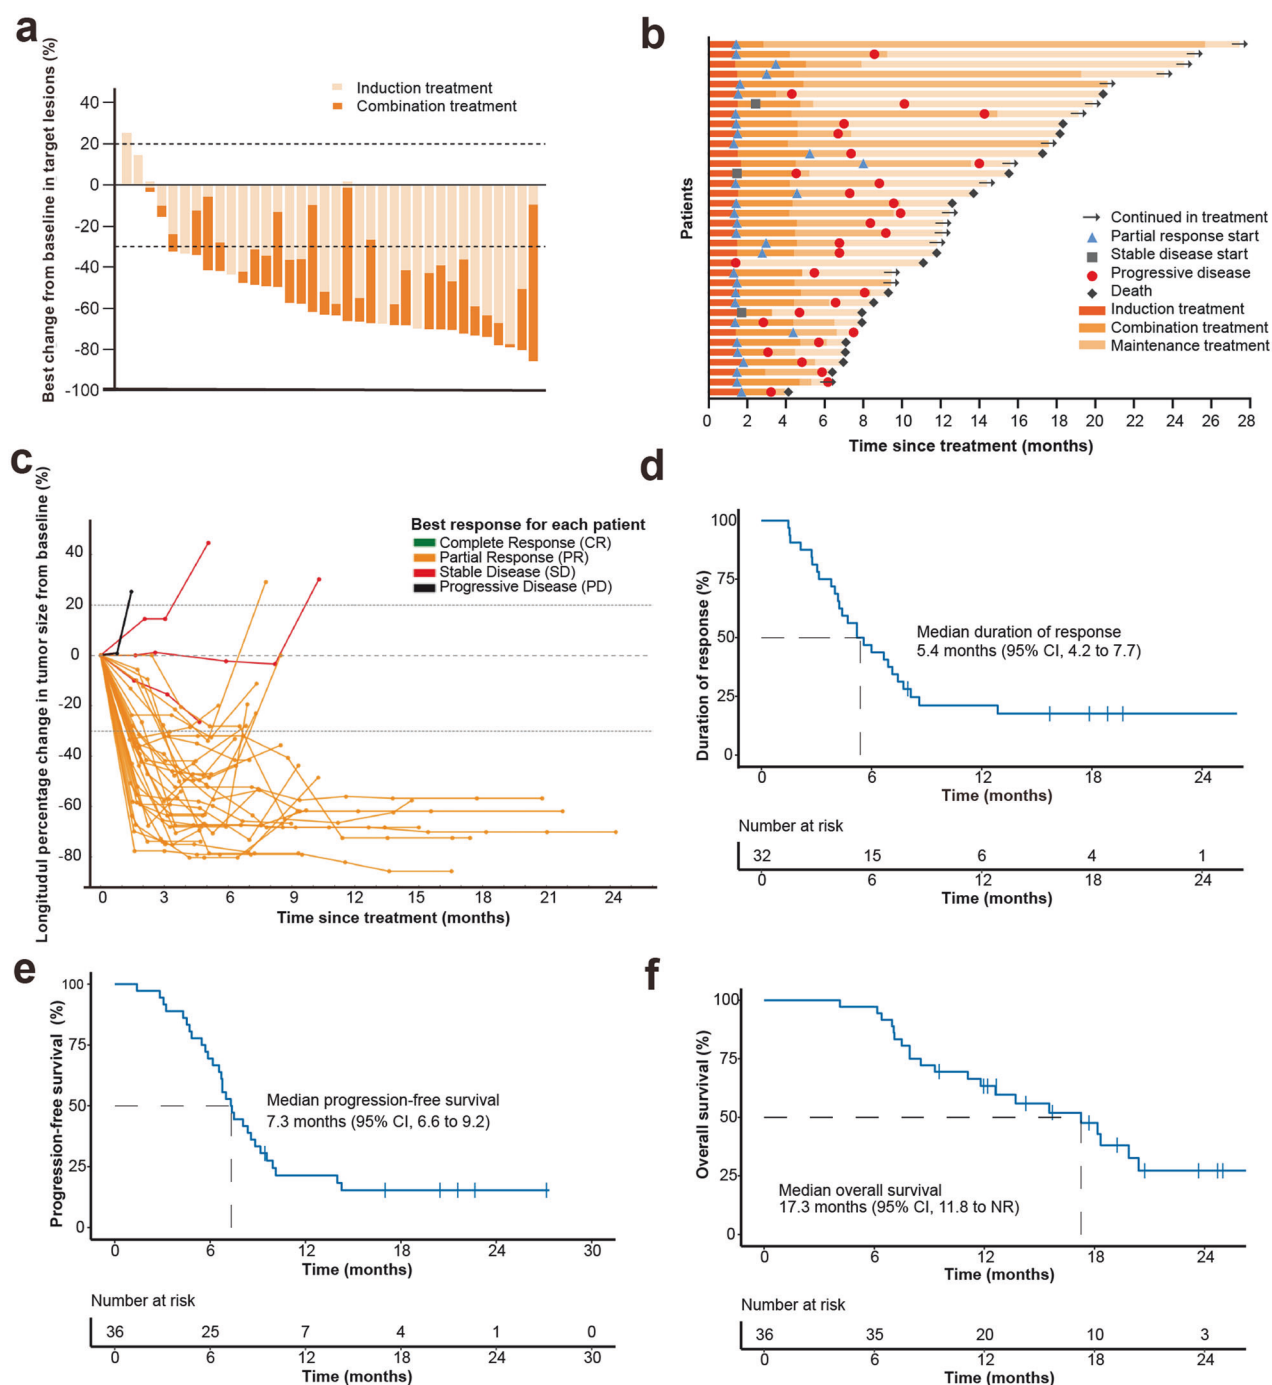 a
Best change from baseline in target lesions (%)
Induction treatment
Combination treatment
40
20
0
-20
-40
-60
-80
-100
b
Patients
Continued in treatment
Partial response start
Stable disease start
Progressive disease
Death
Induction treatment
Combination treatment
Maintenance treatment
0 2 4 6 8 10 12 14 16 18 20 22 24 26 28
Time since treatment (months)
c
Longitudul percentage change in tumor size from baseline (%)
Best response for each patient
Complete Response (CR)
Partial Response (PR)
Stable Disease (SD)
Progressive Disease (PD)
40
20
0
-20
-40
-60
-80
0 3 6 9 12 15 18 21 24
Time since treatment (months)
d
Duration of response (%)
100
75
50
25
0
Median duration of response
5.4 months (95% CI, 4.2 to 7.7)
0 6 12 18 24
Time (months)
Number at risk
32 15 6 4 1
0 6 12 18 24
Time (months)
e
Progression-free survival (%)
100
75
50
25
0
Median progression-free survival
7.3 months (95% CI, 6.6 to 9.2)
0 6 12 18 24 30
Time (months)
Number at risk
36 25 7 4 1 0
0 6 12 18 24 30
Time (months)
f
Overall survival (%)
100
75
50
25
0
Median overall survival
17.3 months (95% CI, 11.8 to NR)
0 6 12 18 24
Time (months)
Number at risk
36 35 20 10 3
0 6 12 18 24
Time (months)